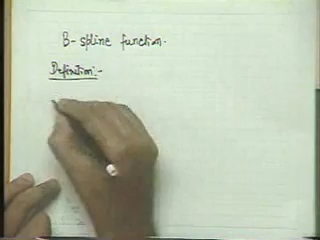 B- spline function.
Definition:-